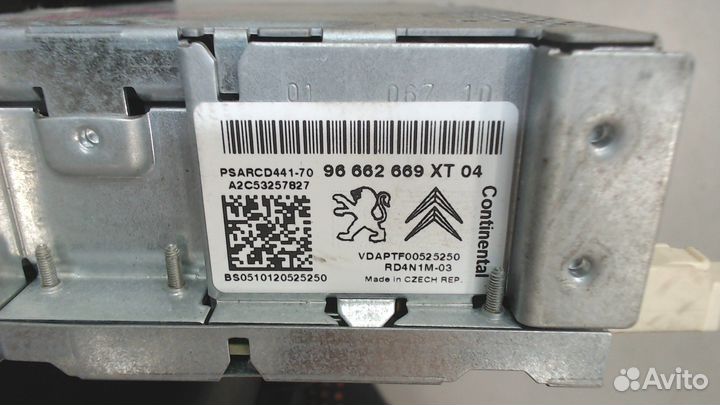 01 067 10
PSARCD441-70 96 662 669 XT 04
A2C53257827
Continental
VDAPTF00525250
RD4N1M-03
BS0510120525250
Made in CZECH REP.
Avito